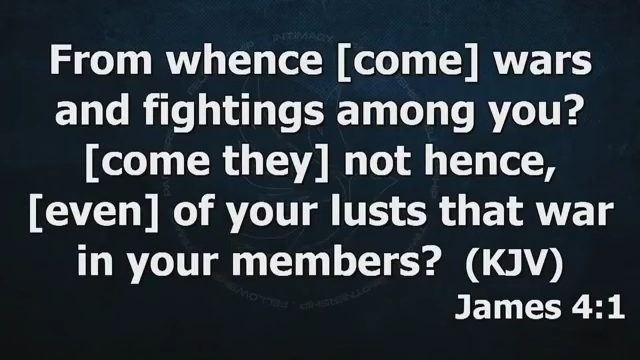 From whence [come] wars
and fightings among you?
[come they] not hence,
[even] of your lusts that war
in your members? (KJV)
James 4:1
INTIMACY